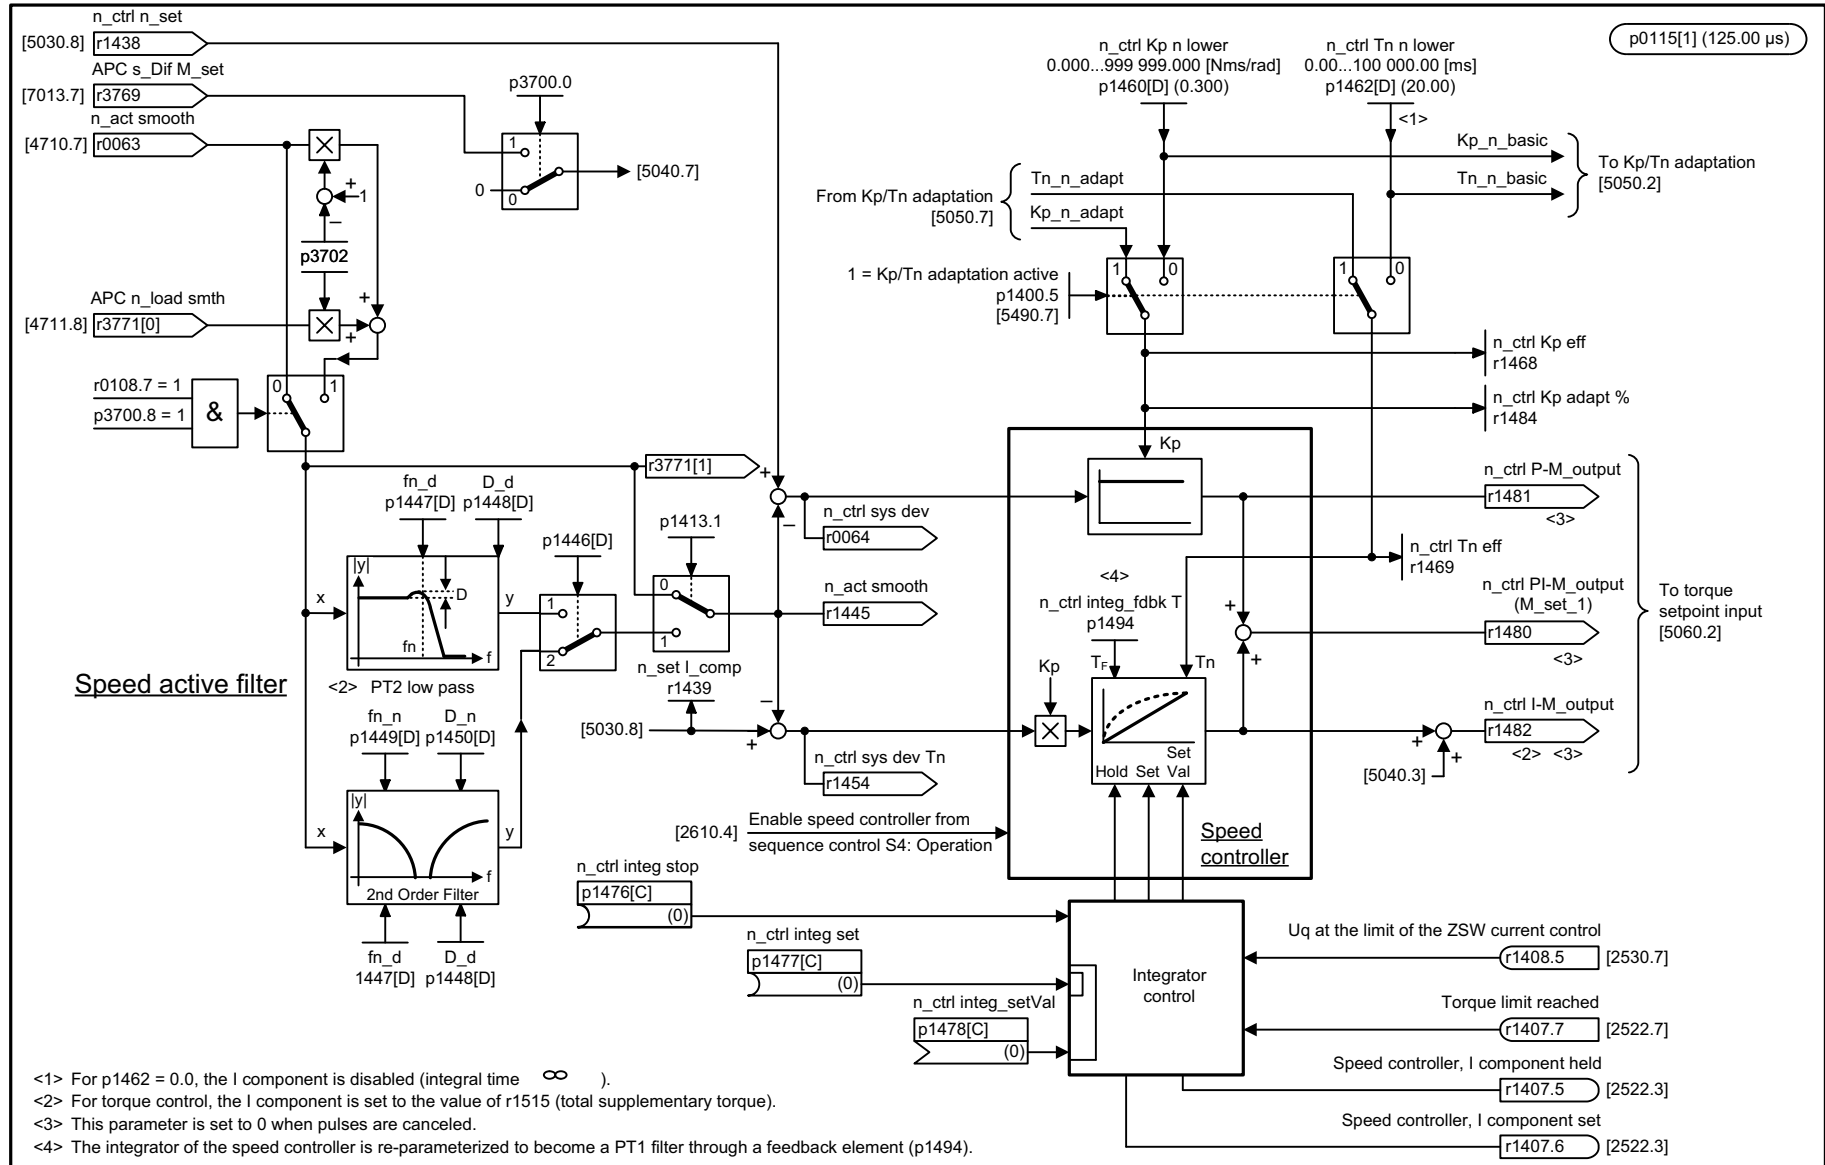 n_ctrl n_set
[5030.8] r1438
APC s_Dif M_set
[7013.7] r3769
n_act smooth
[4710.7] r0063
p3700.0
1
0
0
[5040.7]
+
1
–
p3702
APC n_load smth
[4711.8] r3771[0]
+
+
r0108.7 = 1
p3700.8 = 1
&
0 1
r3771[1]
fn_d
p1447[D]
D_d
p1448[D]
|y|
D
x
y
fn
f
<2> PT2 low pass
Speed active filter
fn_n
p1449[D]
D_n
p1450[D]
|y|
x
y
f
2nd Order Filter
fn_d
1447[D]
D_d
p1448[D]
p1446[D]
1
2
p1413.1
0
1
n_set I_comp
r1439
[5030.8]
+
–
n_ctrl sys dev
r0064
n_act smooth
r1445
–
+
n_ctrl sys dev Tn
r1454
p0115[1] (125.00 µs)
n_ctrl Kp n lower
0.000...999 999.000 [Nms/rad]
p1460[D] (0.300)
n_ctrl Tn n lower
0.00...100 000.00 [ms]
p1462[D] (20.00)
<1>
Kp_n_basic
Tn_n_basic
To Kp/Tn adaptation
[5050.2]
From Kp/Tn adaptation
[5050.7]
Tn_n_adapt
Kp_n_adapt
1 = Kp/Tn adaptation active
p1400.5
[5490.7]
1 0
1 0
n_ctrl Kp eff
r1468
n_ctrl Kp adapt %
r1484
Kp
n_ctrl P-M_output
r1481
<3>
n_ctrl Tn eff
r1469
<4>
n_ctrl integ_fdbk T
p1494
TF
Tn
Kp
+
+
n_ctrl PI-M_output
(M_set_1)
r1480
<3>
To torque
setpoint input
[5060.2]
Hold Set
Set
Val
n_ctrl I-M_output
r1482
<2> <3>
+
+
[5040.3]
[2610.4]
Enable speed controller from
sequence control S4: Operation
Speed
controller
n_ctrl integ stop
p1476[C]
(0)
n_ctrl integ set
p1477[C]
(0)
n_ctrl integ_setVal
p1478[C]
(0)
Integrator
control
Uq at the limit of the ZSW current control
r1408.5 [2530.7]
Torque limit reached
r1407.7 [2522.7]
Speed controller, I component held
r1407.5 [2522.3]
Speed controller, I component set
r1407.6 [2522.3]
<1> For p1462 = 0.0, the I component is disabled (integral time ∞ ).
<2> For torque control, the I component is set to the value of r1515 (total supplementary torque).
<3> This parameter is set to 0 when pulses are canceled.
<4> The integrator of the speed controller is re-parameterized to become a PT1 filter through a feedback element (p1494).